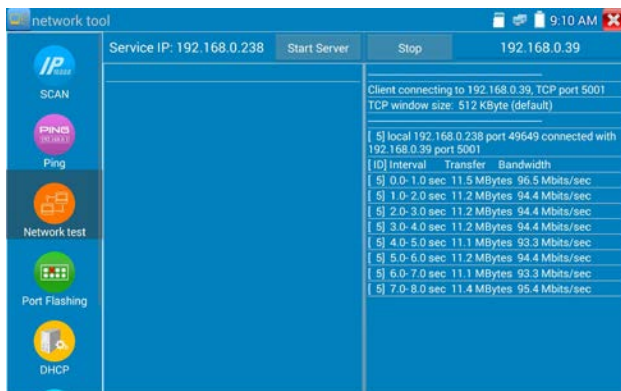 network tool
9:10 AM
Service IP: 192.168.0.238
Start Server
Stop
192.168.0.39
IP
SCAN
PING
Ping
Network test
Port Flashing
DHCP
Client connecting to 192.168.0.39, TCP port 5001
TCP window size: 512 KByte (default)
[ 5] local 192.168.0.238 port 49649 connected with
192.168.0.39 port 5001
[ ID] Interval Transfer Bandwidth
[ 5] 0.0- 1.0 sec 11.5 MBytes 96.5 Mbits/sec
[ 5] 1.0- 2.0 sec 11.2 MBytes 94.4 Mbits/sec
[ 5] 2.0- 3.0 sec 11.2 MBytes 94.4 Mbits/sec
[ 5] 3.0- 4.0 sec 11.2 MBytes 94.4 Mbits/sec
[ 5] 4.0- 5.0 sec 11.1 MBytes 93.3 Mbits/sec
[ 5] 5.0- 6.0 sec 11.2 MBytes 94.4 Mbits/sec
[ 5] 6.0- 7.0 sec 11.1 MBytes 93.3 Mbits/sec
[ 5] 7.0- 8.0 sec 11.4 MBytes 95.4 Mbits/sec